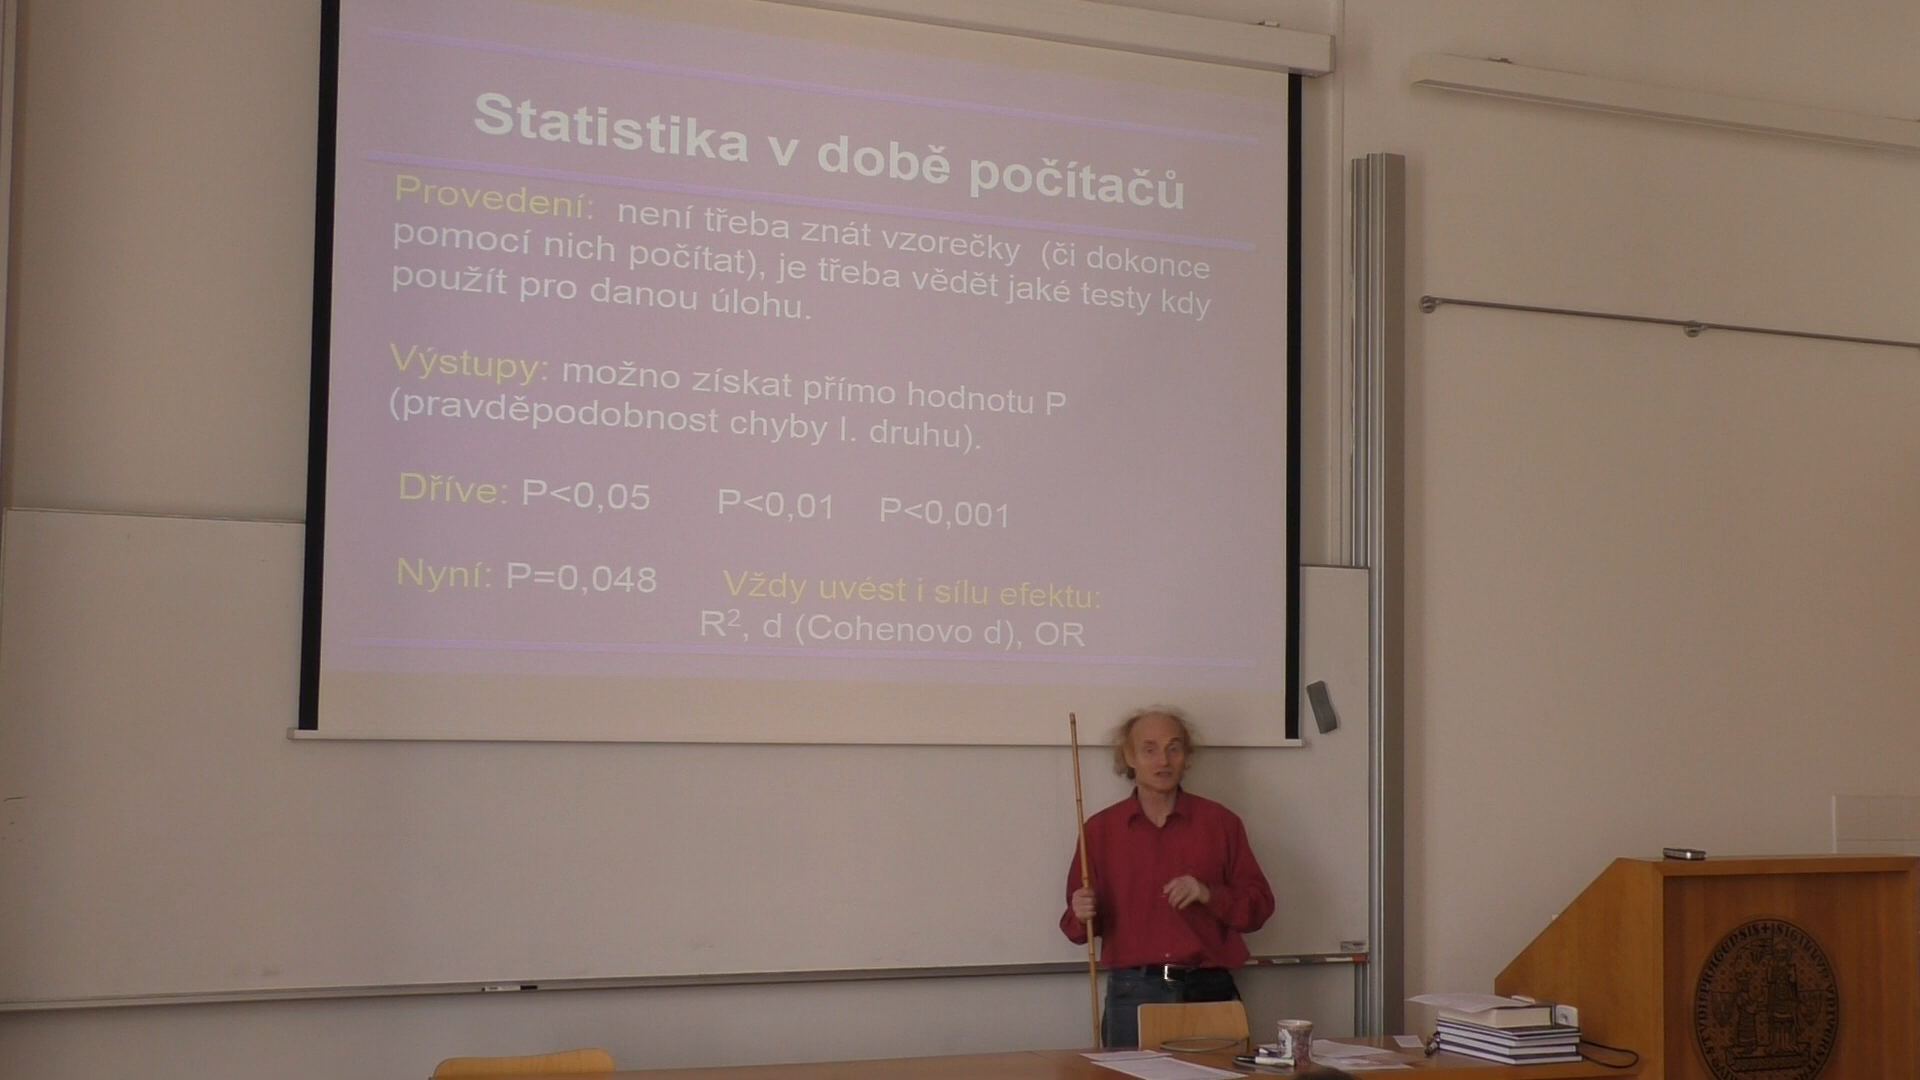 Statistika v době počítačů
Provedení: není třeba znát vzorečky (či dokonce
pomocí nich počítat), je třeba vědět jaké testy kdy
použít pro danou úlohu.
Výstupy: možno získat přímo hodnotu P
(pravděpodobnost chyby I. druhu).
Dříve: P<0,05 P<0,01 P<0,001
Nyní: P=0,048 Vždy uvést i sílu efektu:
R², d (Cohenovo d), OR